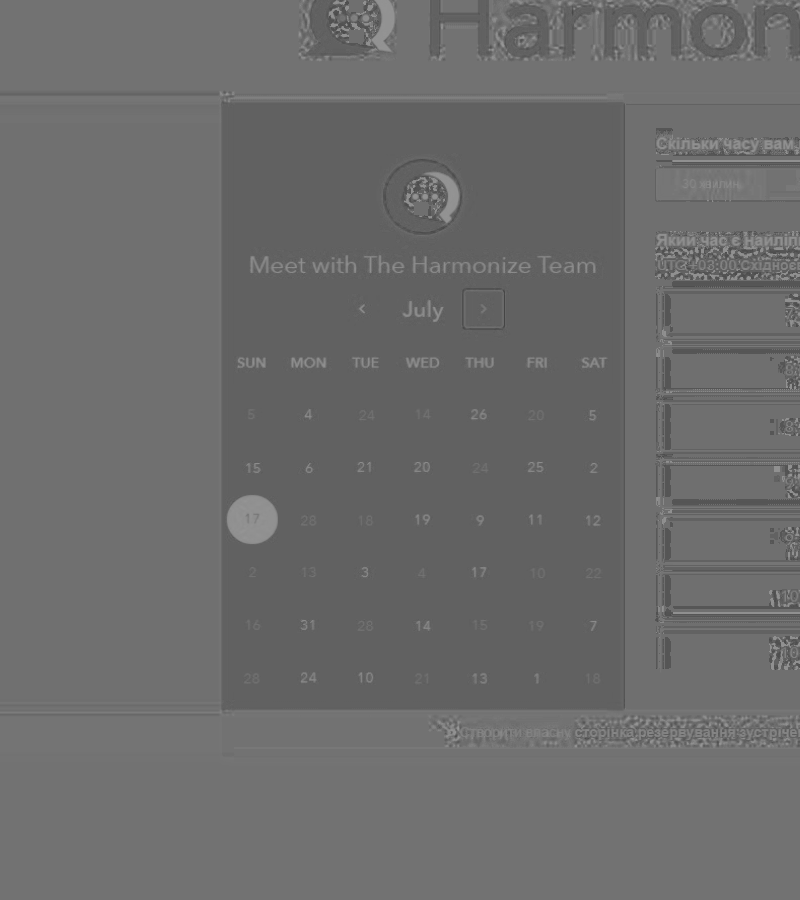 Harmon
Meet with The Harmonize Team
July
SUN MON TUE WED THU FRI SAT
5 4 24 14 26 20 5
15 6 21 20 24 25 2
17 28 18 19 9 11 12
2 13 3 4 17 10 22
16 31 28 14 15 19 7
28 24 10 21 13 1 18
Скільки часу вам
30 хвилин
Який час є найліп
UTC+03:00 Східноє
Створити власну сторінка резервування зустріче